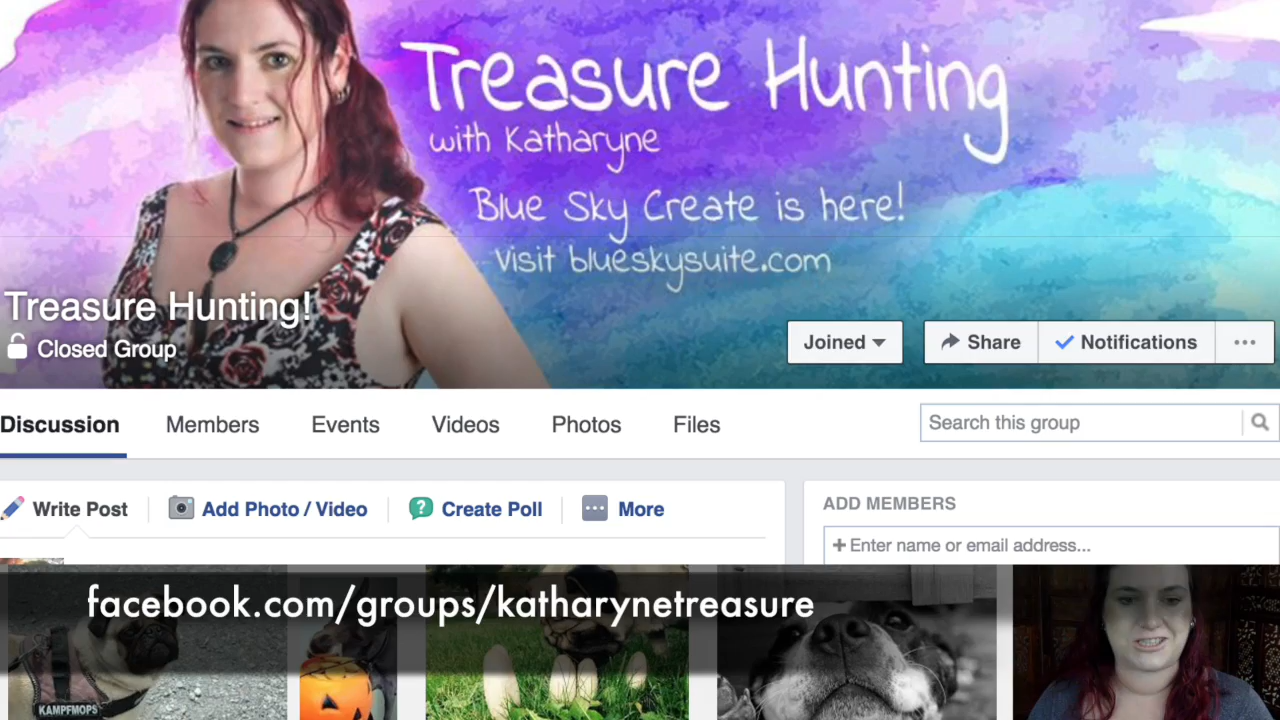 Treasure Hunting
with Katharyne
Blue Sky Create is here!
visit blueskysuite.com
Treasure Hunting!
Closed Group
Joined
Share
Notifications
Discussion
Members
Events
Videos
Photos
Files
Search this group
Write Post
Add Photo / Video
Create Poll
More
ADD MEMBERS
+ Enter name or email address...
facebook.com/groups/katharynetreasure
KAMPFMOPS